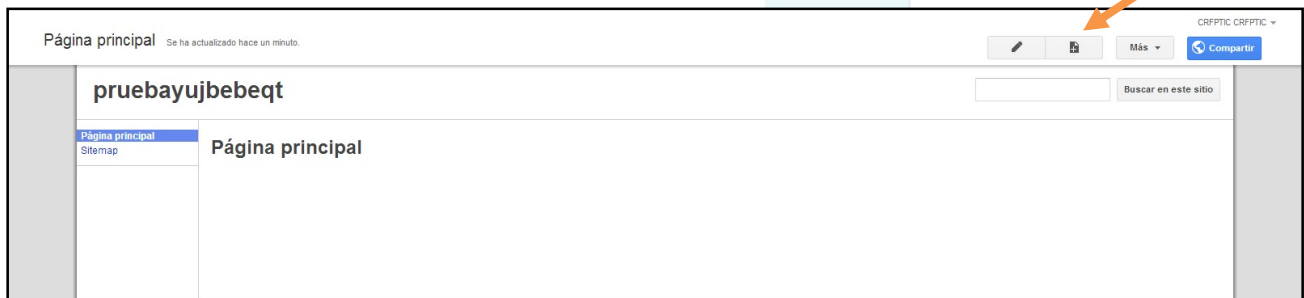 CRFPTIC CRFPTIC
Página principal Se ha actualizado hace un minuto.
Más
Compartir
pruebayujbebeqt
Buscar en este sitio
Página principal
Sitemap
Página principal